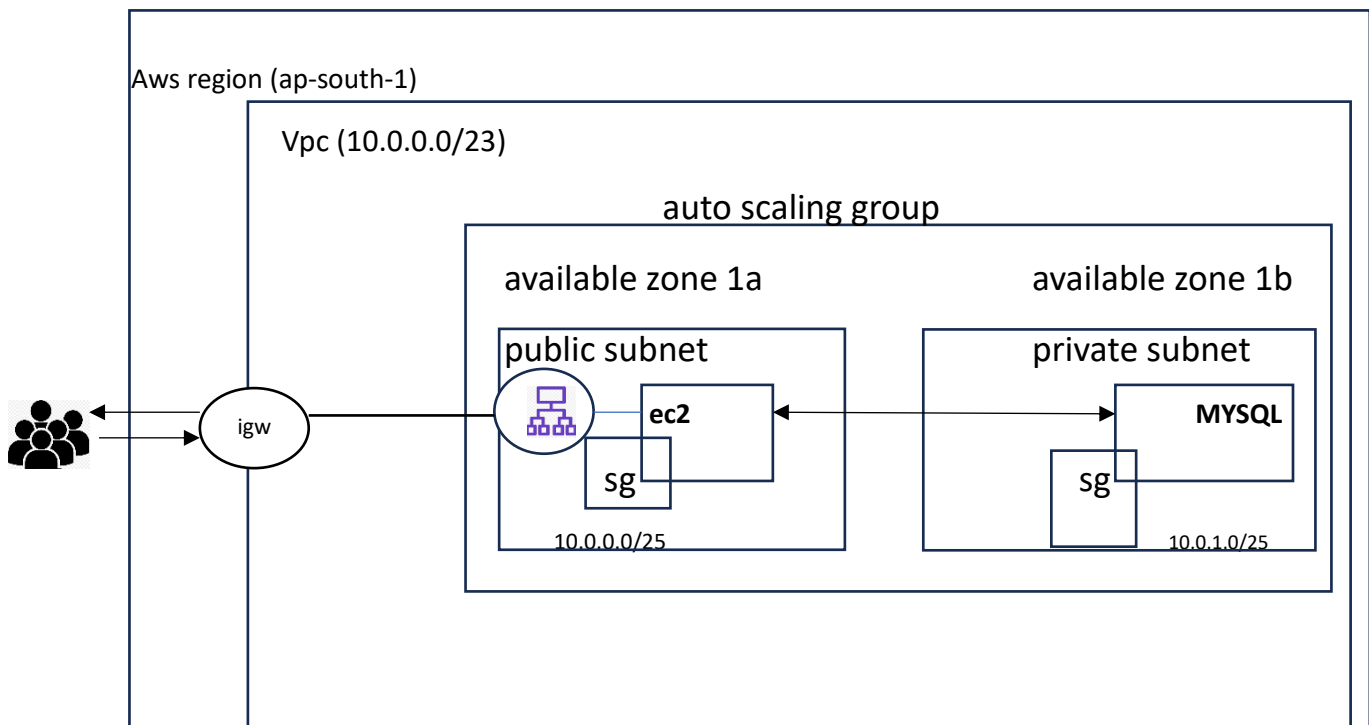 Aws region (ap-south-1)
Vpc (10.0.0.0/23)
auto scaling group
available zone 1a
available zone 1b
public subnet
private subnet
igw
ec2
MYSQL
sg
sg
10.0.0.0/25
10.0.1.0/25